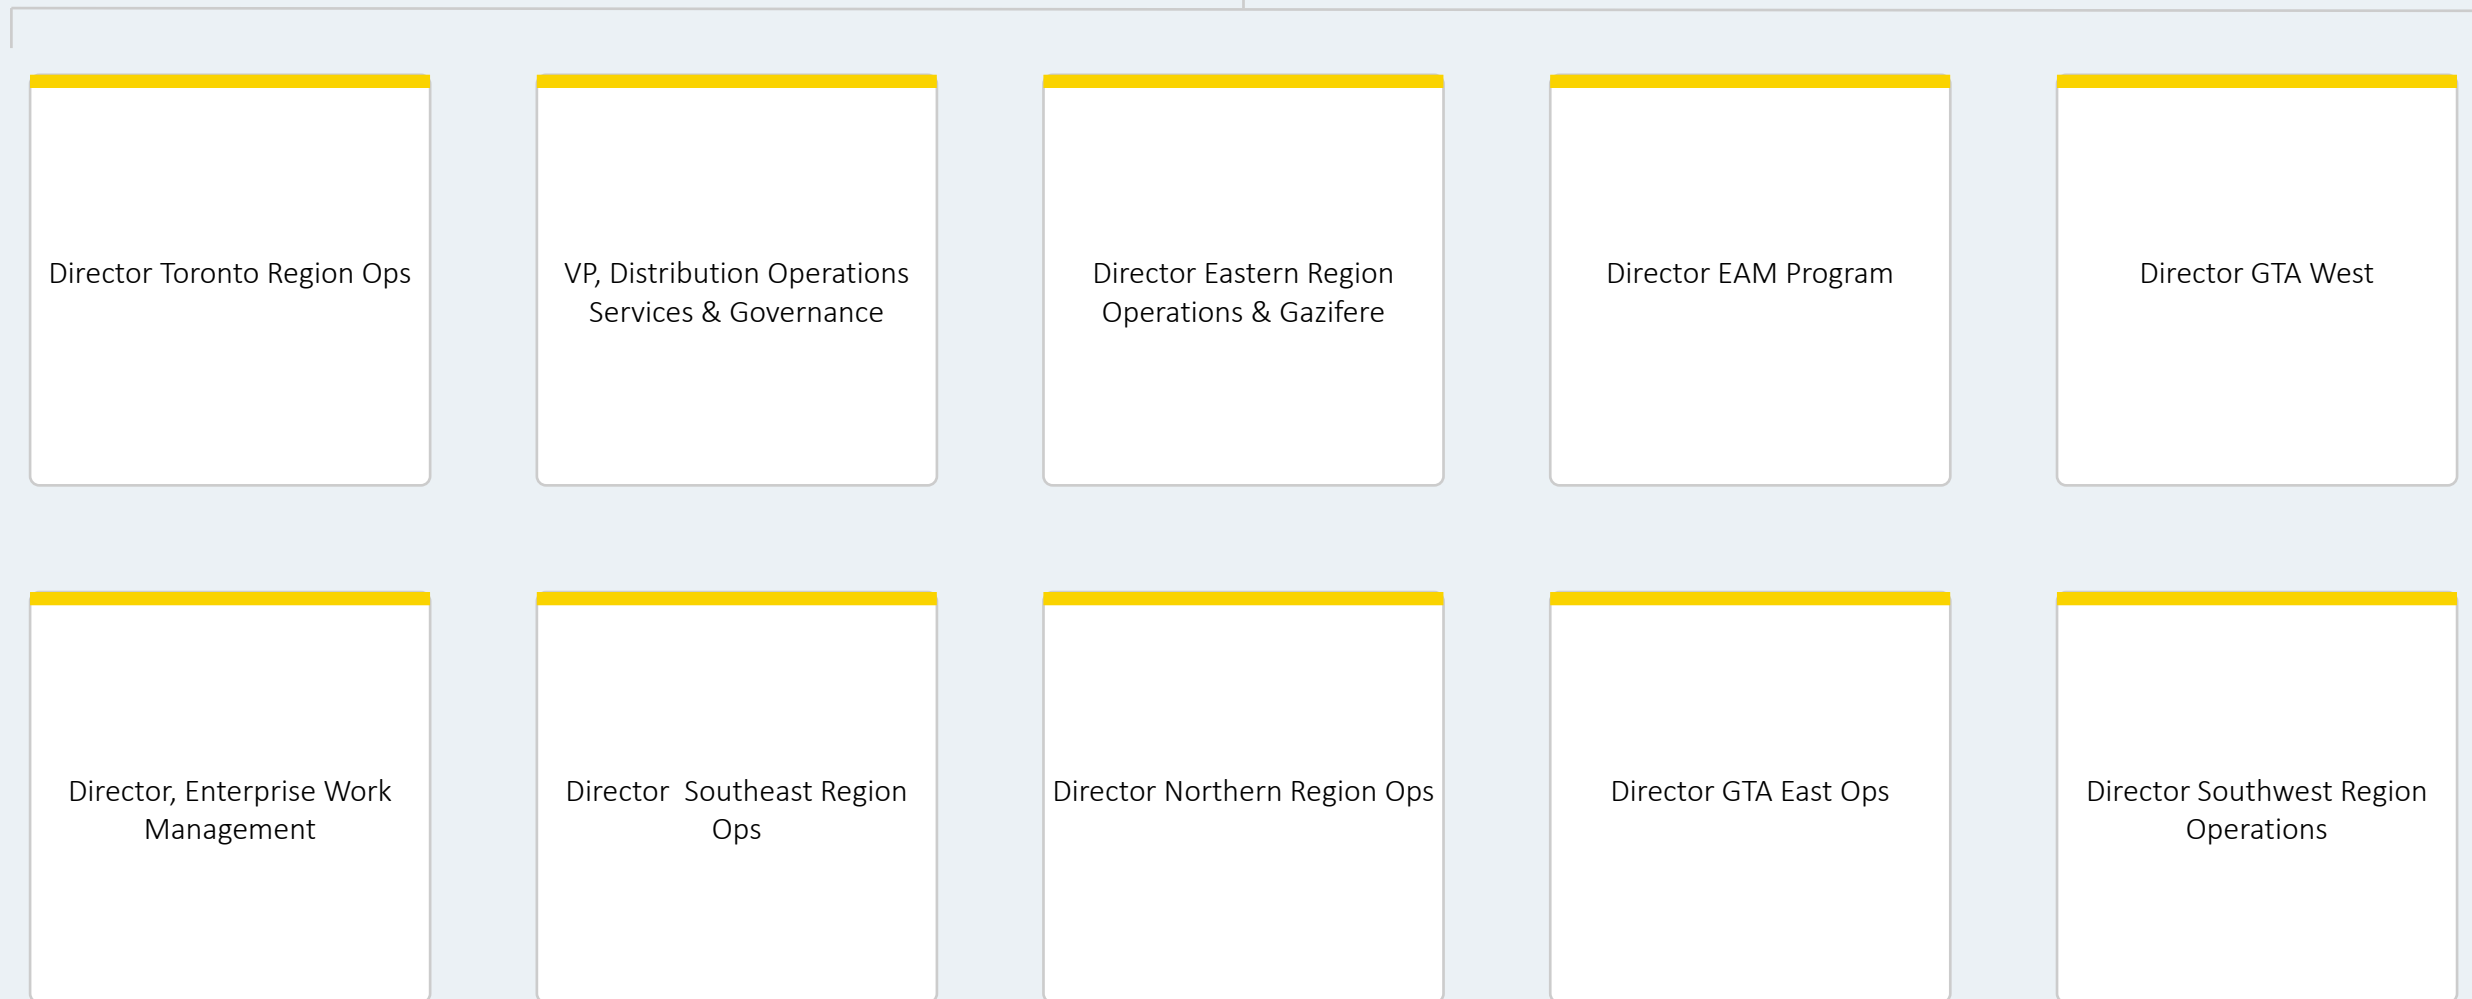 Director Toronto Region Ops
VP, Distribution Operations
Services & Governance
Director Eastern Region
Operations & Gazifere
Director EAM Program
Director GTA West
Director, Enterprise Work
Management
Director  Southeast Region
Ops
Director Northern Region Ops
Director GTA East Ops
Director Southwest Region
Operations